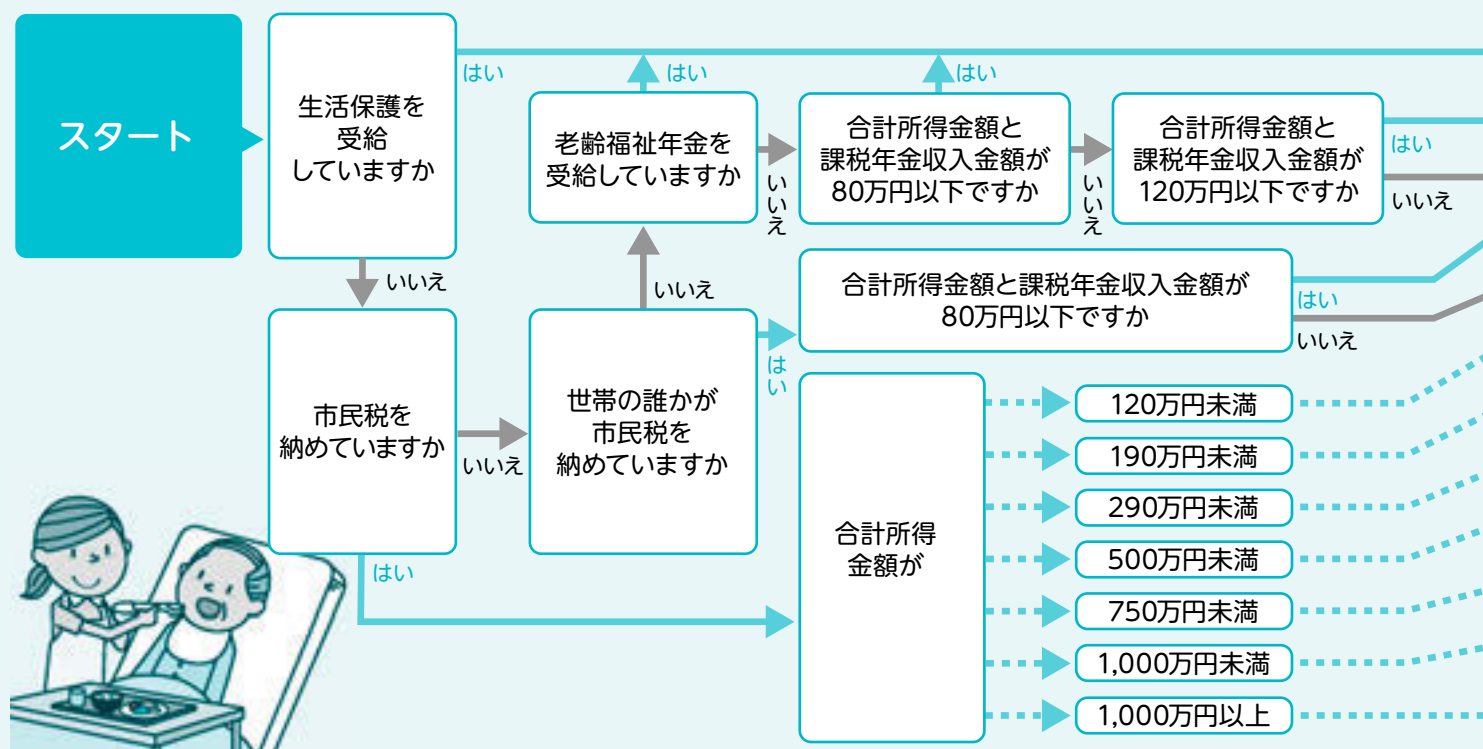 スタート
生活保護を
受給
していますか
はい
いいえ
市民税を
納めていますか
いいえ
はい
世帯の誰かが
市民税を
納めていますか
いいえ
はい
老齢福祉年金を
受給していますか
はい
いいえ
合計所得金額と
課税年金収入金額が
80万円以下ですか
はい
いいえ
合計所得金額と
課税年金収入金額が
120万円以下ですか
はい
いいえ
合計所得金額と課税年金収入金額が
80万円以下ですか
はい
いいえ
合計所得
金額が
120万円未満
190万円未満
290万円未満
500万円未満
750万円未満
1,000万円未満
1,000万円以上